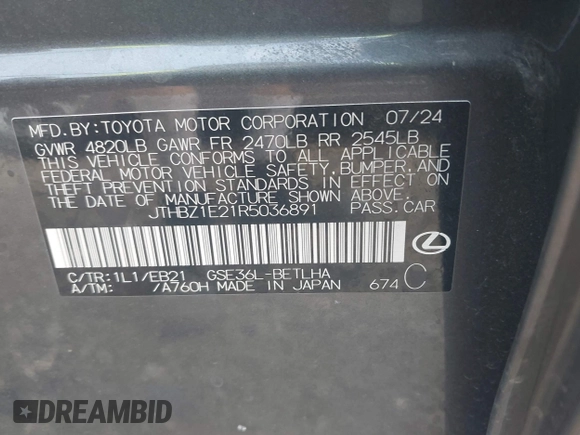 MFD.BY:TOYOTA MOTOR CORPORATION 07/24
GVWR 4820LB GAWR FR 2470LB RR 2545LB
THIS VEHICLE CONFORMS TO ALL APPLICABLE
FEDERAL MOTOR VEHICLE SAFETY, BUMPER, AND
THEFT PREVENTION STANDARDS IN EFFECT ON
THE DATE OF MANUFACTURE SHOWN ABOVE.
JTHBZ1E21R5036891 PASS.CAR
C/TR:1L1/EB21 GSE36L-BETLHA
A/TM: /A760H MADE IN JAPAN 674 C
DREAMBID